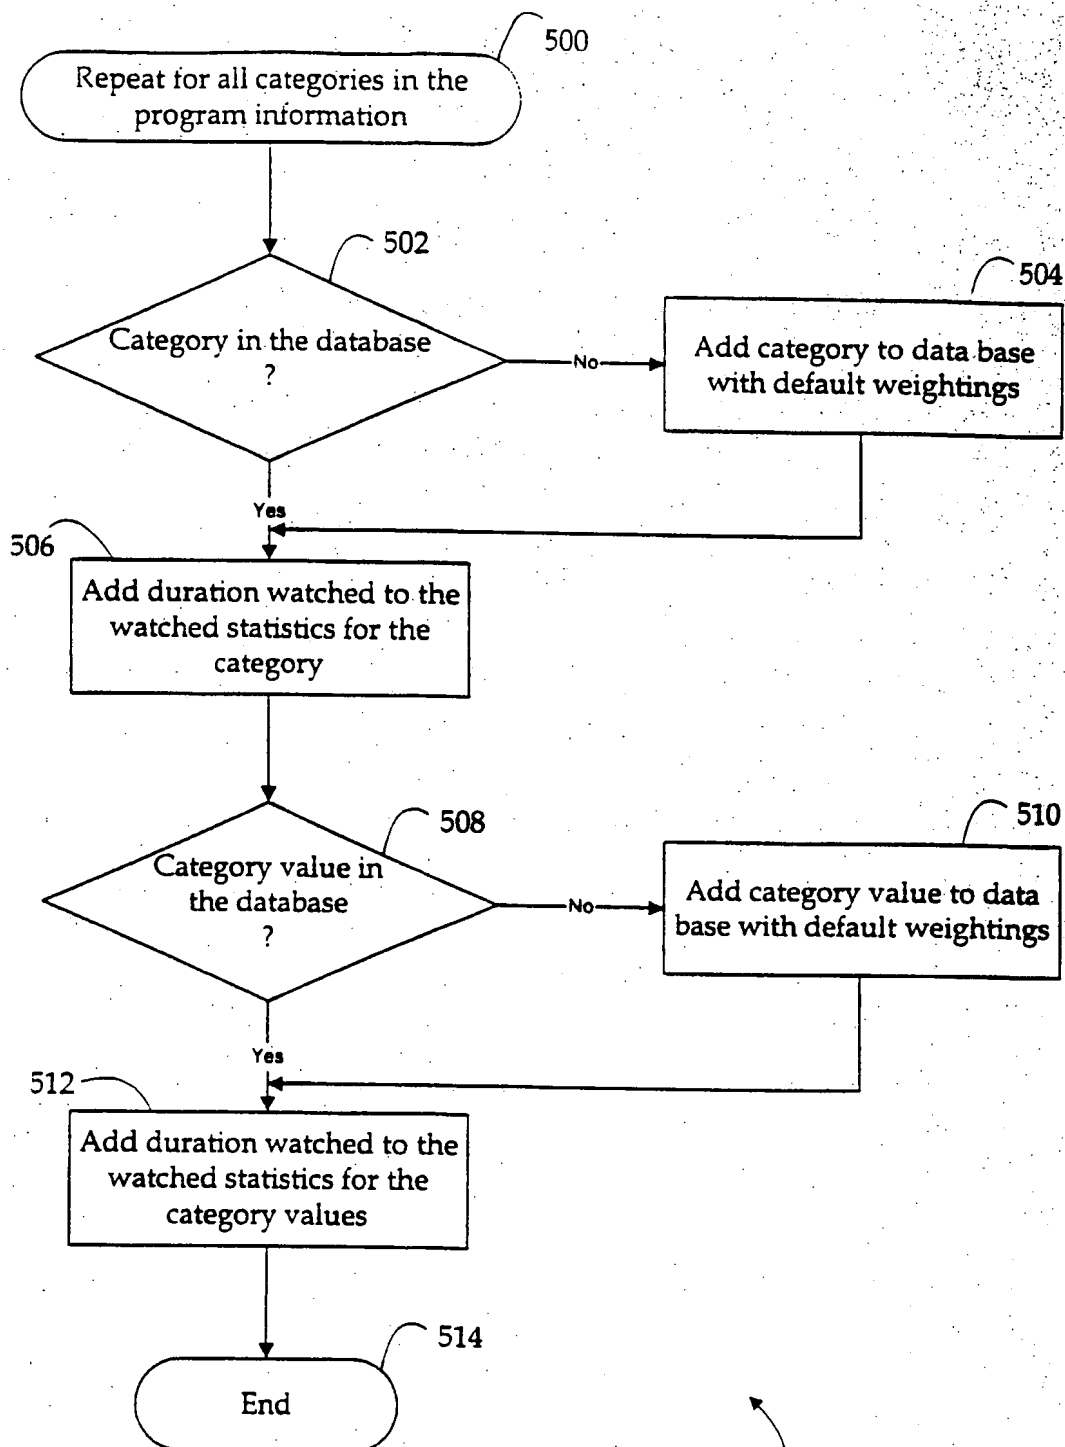 500
Repeat for all categories in the
program information
502
Category in the database
?
No
504
Add category to data base
with default weightings
Yes
506
Add duration watched to the
watched statistics for the
category
508
Category value in
the database
?
No
510
Add category value to data
base with default weightings
Yes
512
Add duration watched to the
watched statistics for the
category values
514
End